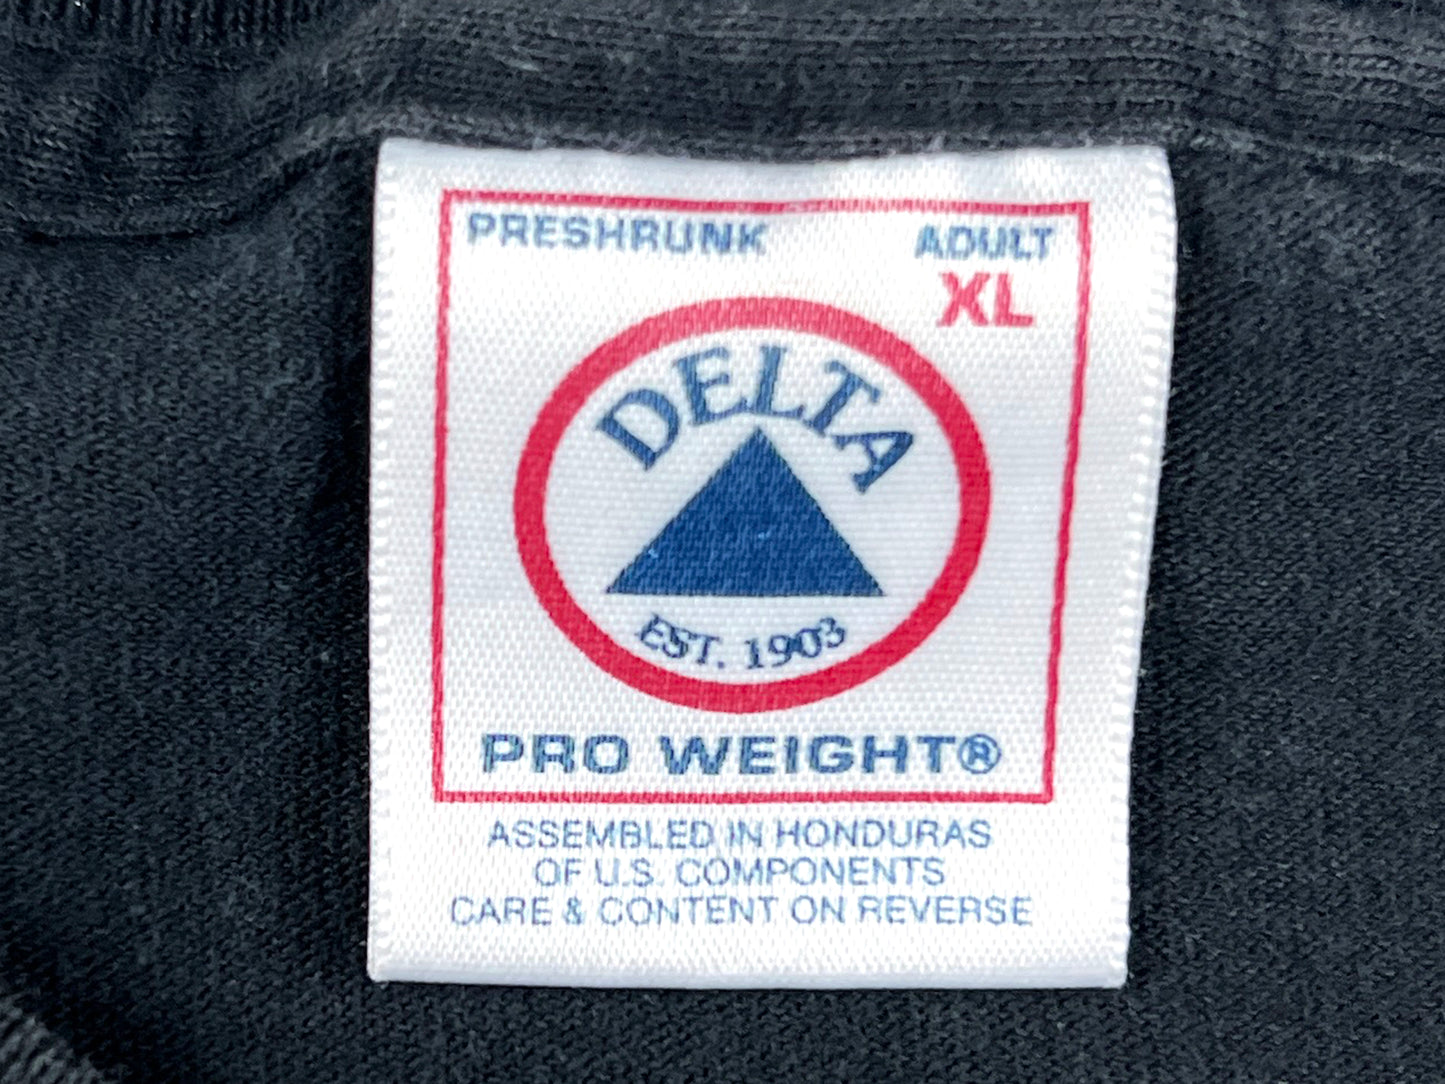 PRESHRUNK ADULT
XL
DELTA
EST. 1903
PRO WEIGHT®
ASSEMBLED IN HONDURAS
OF U.S. COMPONENTS
CARE & CONTENT ON REVERSE